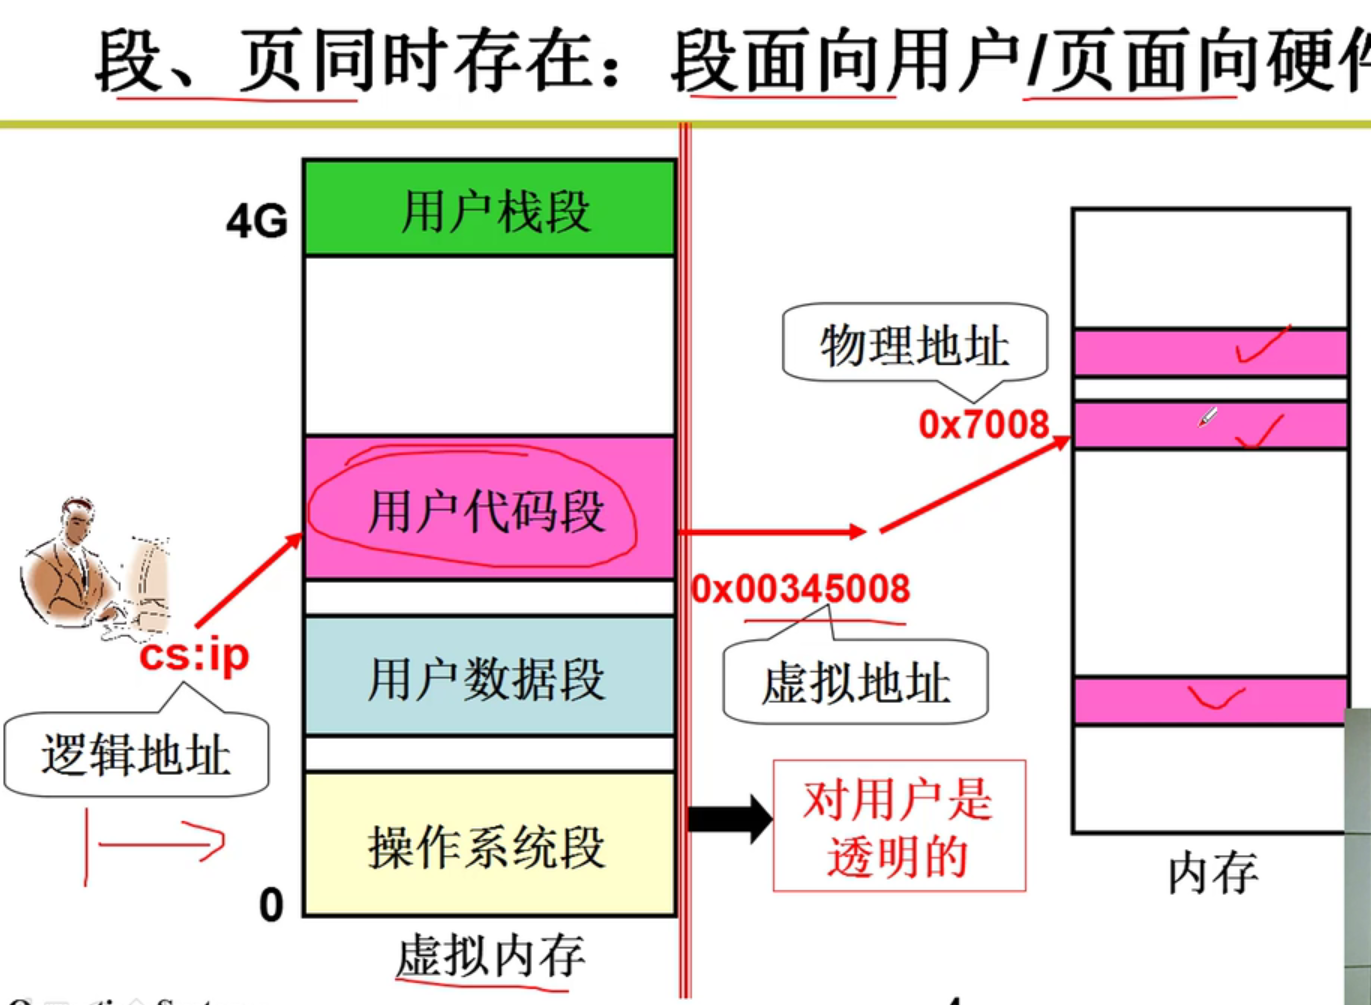 段、页同时存在：段面向用户/页面向硬件
4G
用户栈段
物理地址
0x7008
用户代码段
0x00345008
cs:ip
用户数据段
虚拟地址
逻辑地址
对用户是
透明的
操作系统段
0
内存
虚拟内存